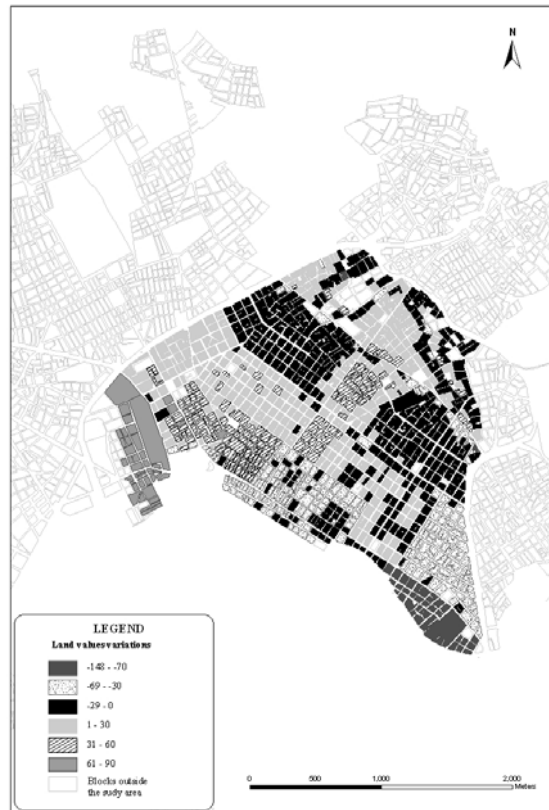 N
LEGEND
Land values variations
-148 - -70
-69 - -30
-29 - 0
1 - 30
31 - 60
61 - 90
Blocks outside
the sudy area
0 500 1,000 2,000
Meters